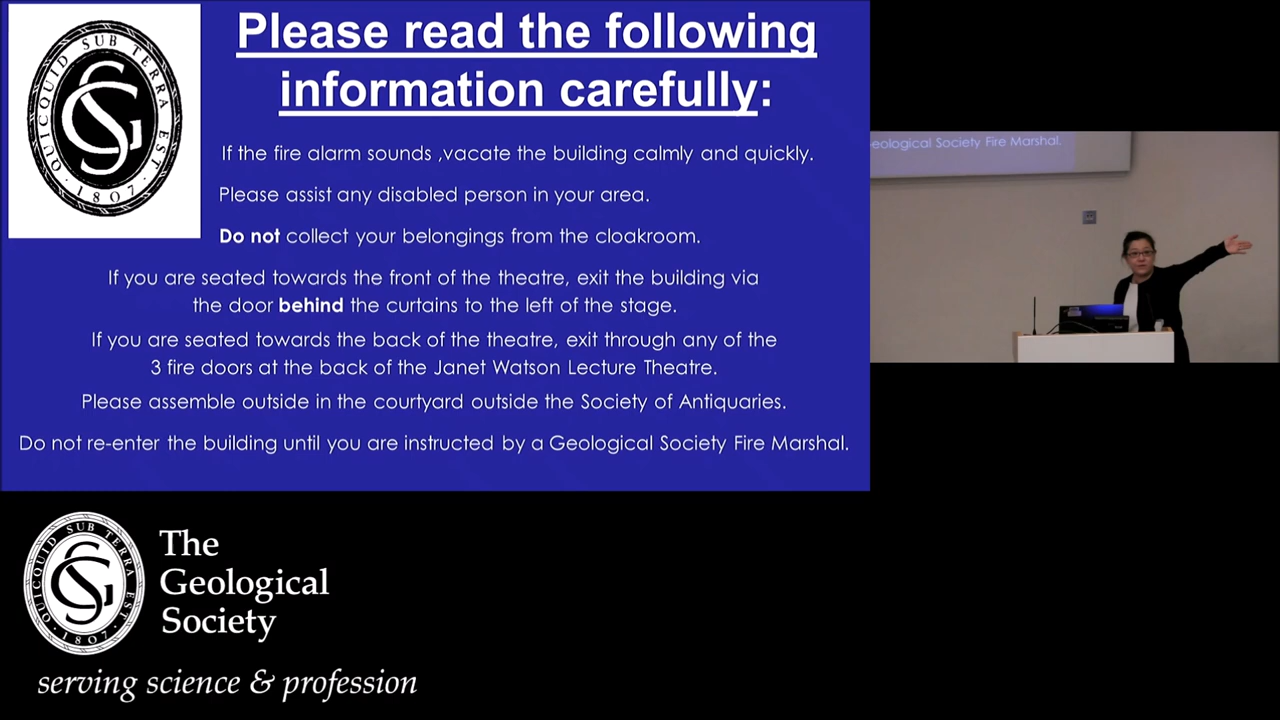 Please read the following
information carefully:
QUICQUID SUB TERRA EST
· 1807 ·
If the fire alarm sounds ,vacate the building calmly and quickly.
Please assist any disabled person in your area.
Do not collect your belongings from the cloakroom.
If you are seated towards the front of the theatre, exit the building via
the door behind the curtains to the left of the stage.
If you are seated towards the back of the theatre, exit through any of the
3 fire doors at the back of the Janet Watson Lecture Theatre.
Please assemble outside in the courtyard outside the Society of Antiquaries.
Do not re-enter the building until you are instructed by a Geological Society Fire Marshal.
eological Society Fire Marshal.
QUICQUID SUB TERRA EST
· 1807 ·
The
Geological
Society
serving science & profession